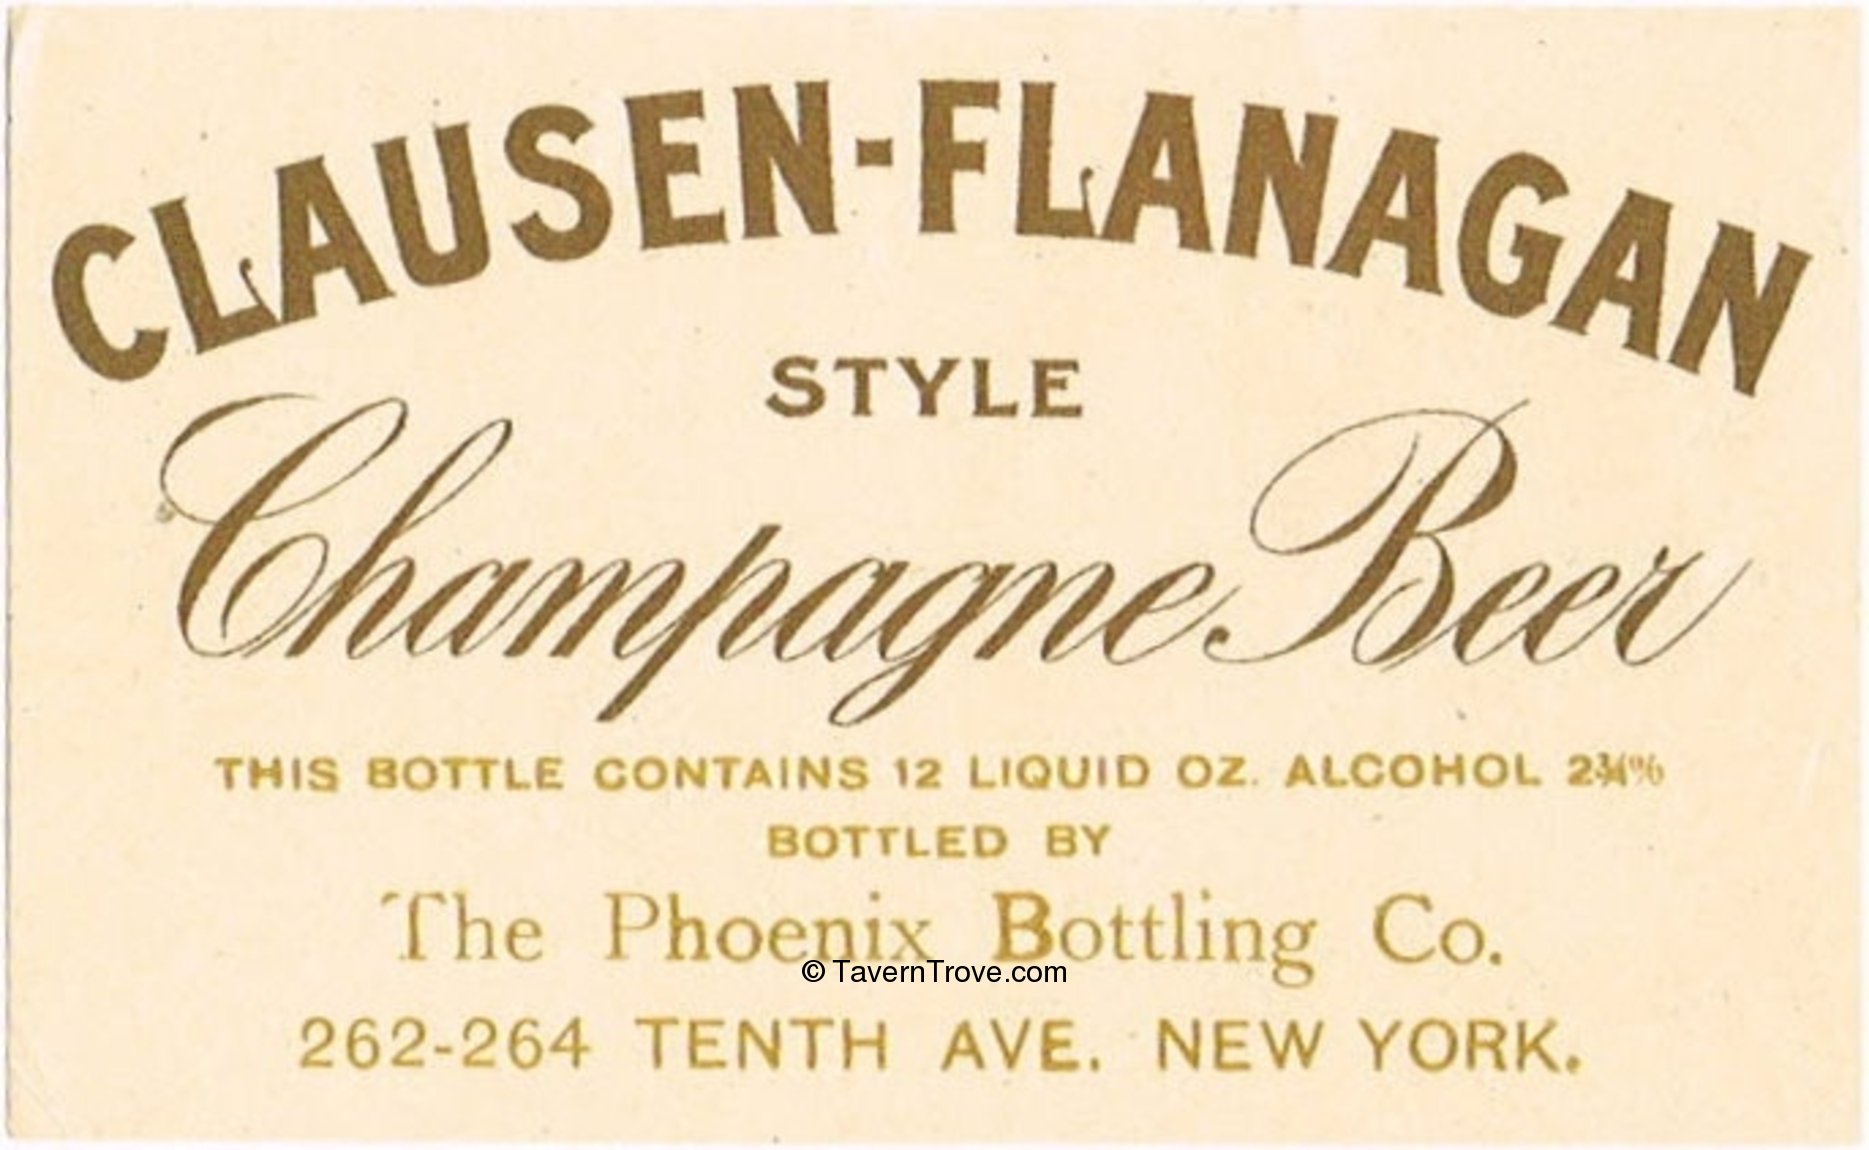 CLAUSEN-FLANAGAN
STYLE
Champagne Beer
THIS BOTTLE CONTAINS 12 LIQUID OZ. ALCOHOL 2¾%
BOTTLED BY
The Phoenix Bottling Co.
© TavernTrove.com
262-264 TENTH AVE. NEW YORK.